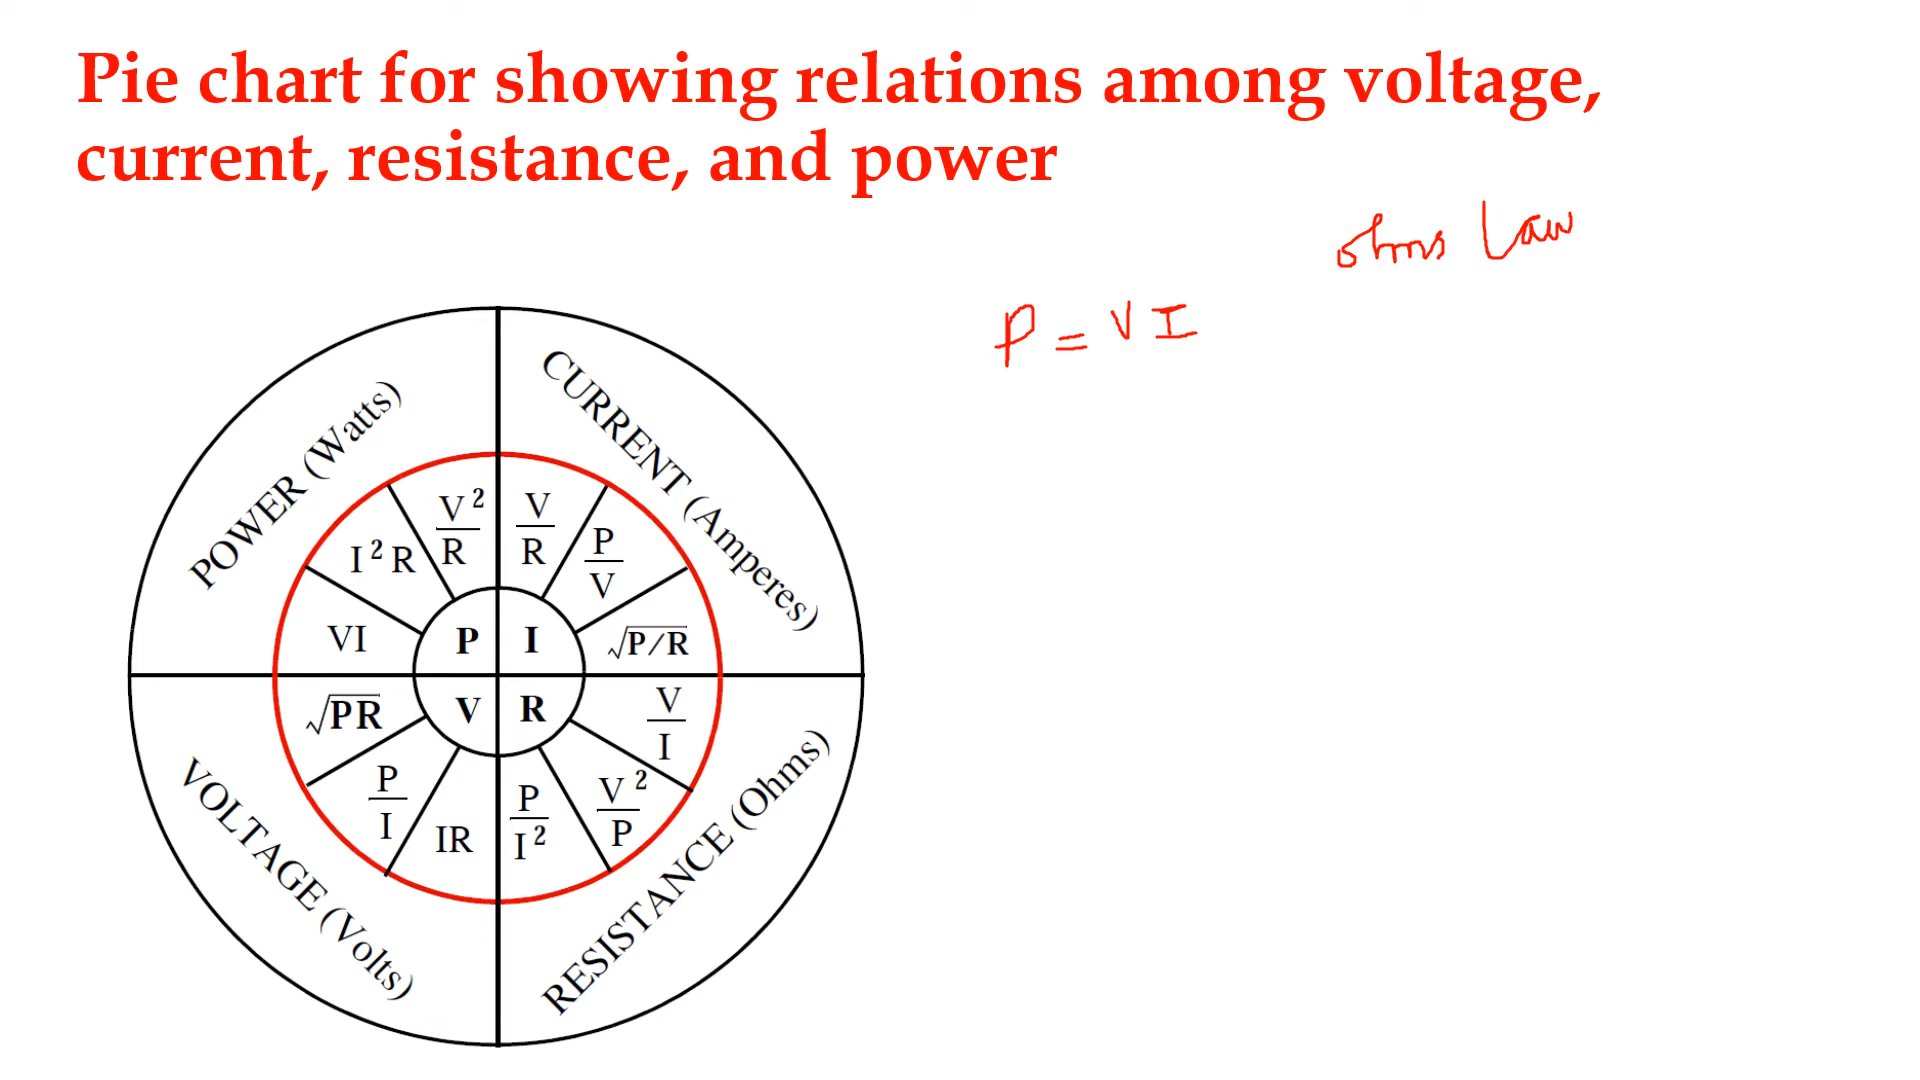 Pie chart for showing relations among voltage,
current, resistance, and power
ohms Law
P = VI
POWER (Watts)
CURRENT (Amperes)
V²/R
V/R
I²R
P/V
VI
P
I
√P/R
√PR
V
R
V/I
P/I
IR
P/I²
V²/P
VOLTAGE (Volts)
RESISTANCE (Ohms)